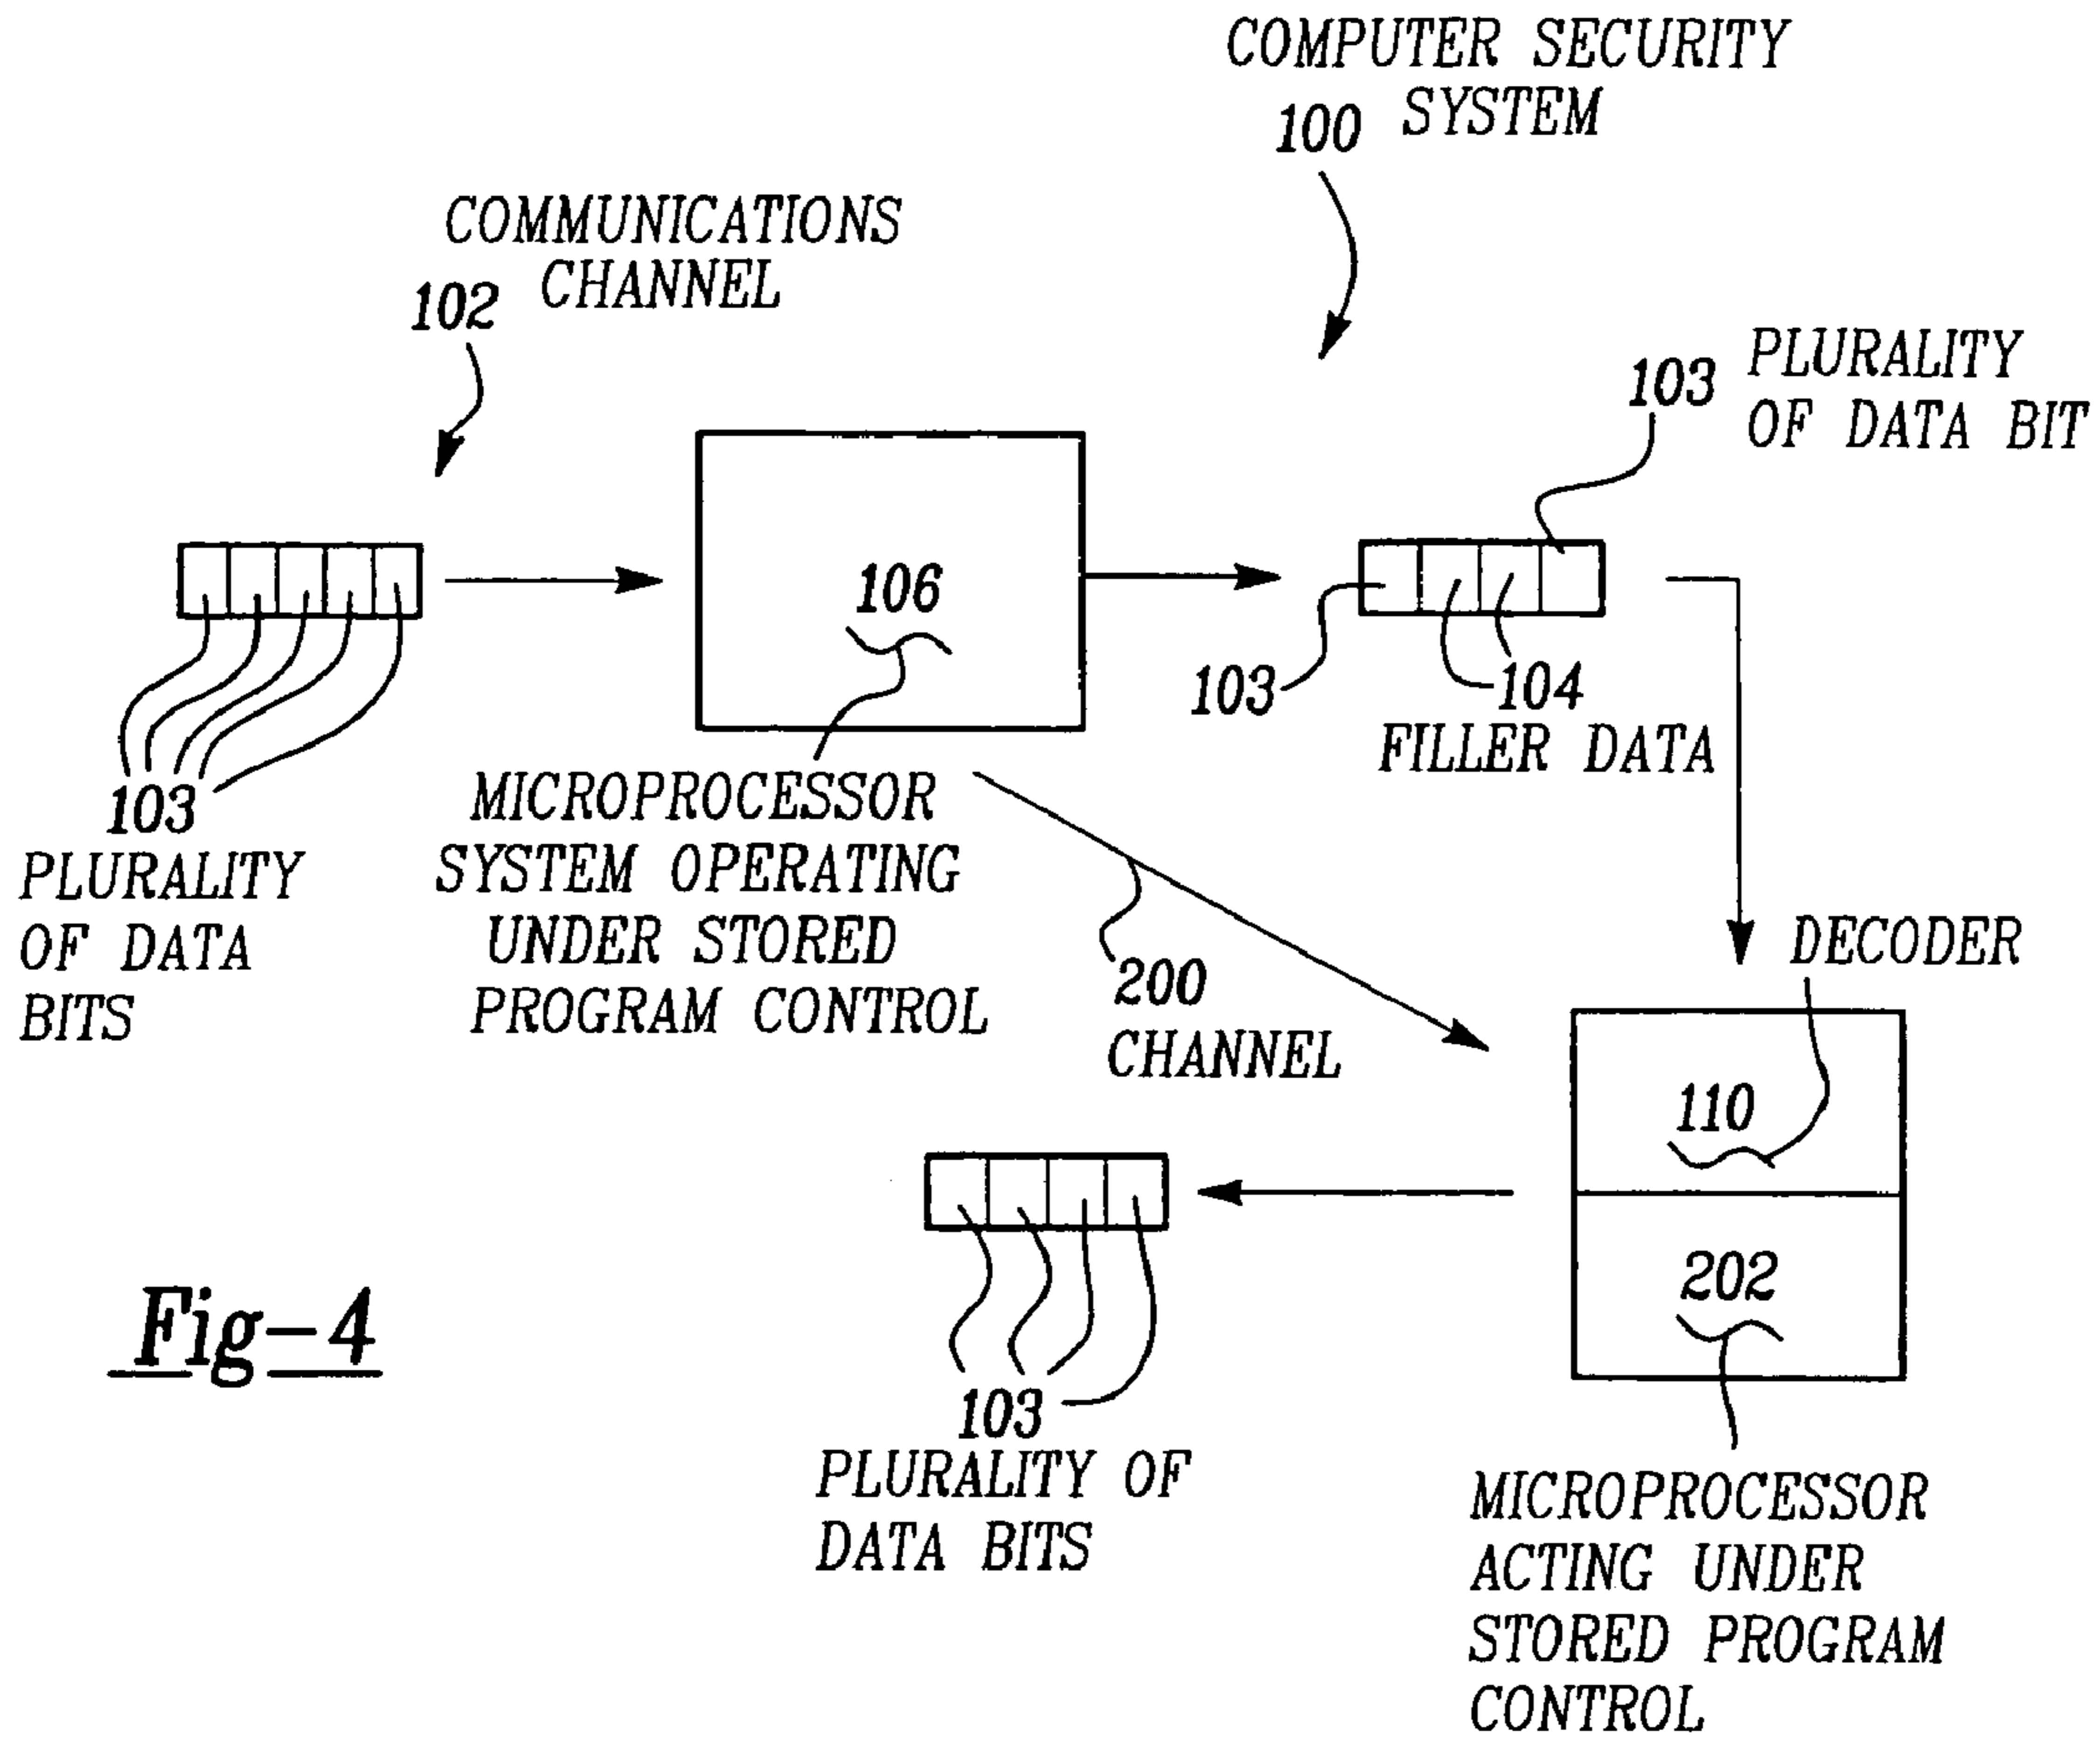 COMPUTER SECURITY
100 SYSTEM
COMMUNICATIONS
102 CHANNEL
103 PLURALITY
OF DATA BIT
106
103
104
FILLER DATA
103
PLURALITY
OF DATA
BITS
MICROPROCESSOR
SYSTEM OPERATING
UNDER STORED
PROGRAM CONTROL
200
CHANNEL
DECODER
110
202
103
PLURALITY OF
DATA BITS
MICROPROCESSOR
ACTING UNDER
STORED PROGRAM
CONTROL
Fig-4